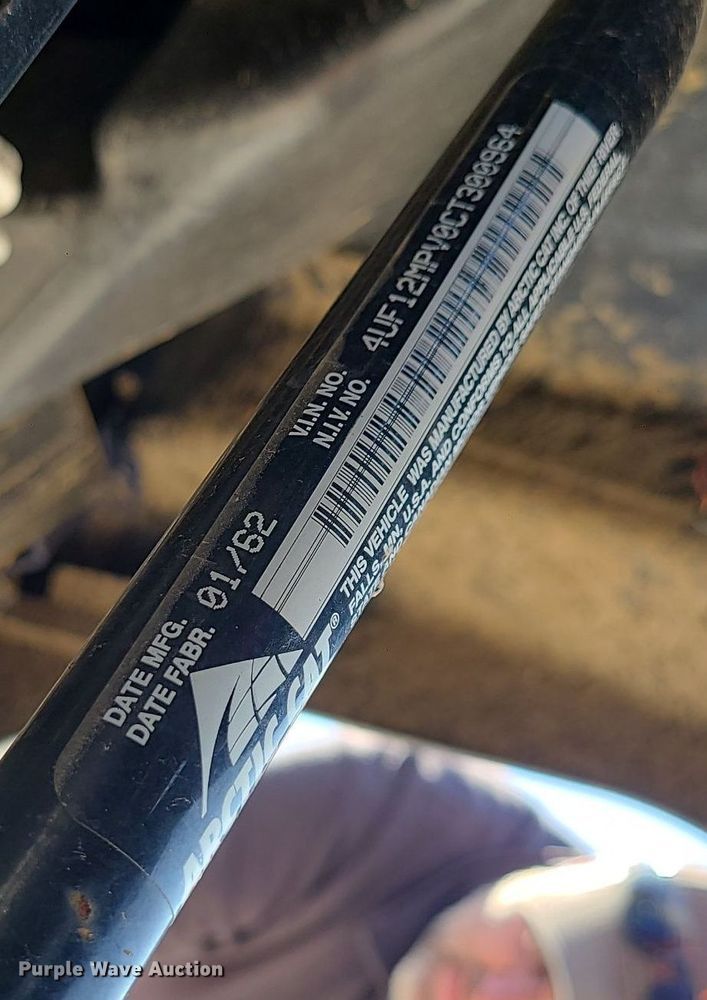 V.I.N. NO. 4UF12MPV0CT300964
N.I.V. NO.
DATE MFG. 01/62
DATE FABR.
ARCTIC CAT®
THIS VEHICLE WAS MANUFACTURED BY ARCTIC CAT INC. OF THIEF RIVER
FALLS, MN, U.S.A. AND CONFORMS TO ALL APPLICABLE U.S. FEDERAL
Purple Wave Auction